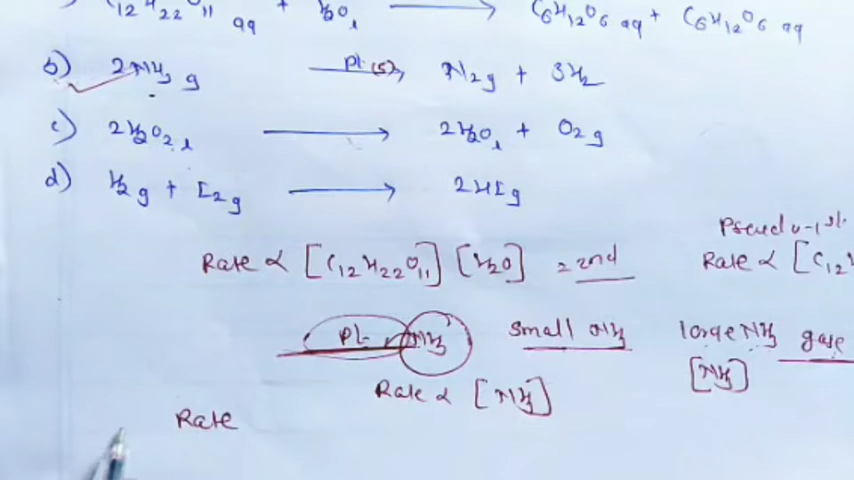 C12H22O11 aq + H2O l ⟶ C6H12O6 aq + C6H12O6 aq
b) 2NH3 g —Pt (s)→ N2 g + 3H2
c) 2H2O2 l ⟶ 2H2O l + O2 g
d) H2 g + I2 g ⟶ 2HI g
Pseudo-1st
Rate ∝ [C12H22O11] [H2O] = 2nd Rate ∝ [C12
Pt NH3 small NH3 large NH3 gase
Rate ∝ [NH3] [NH3]
Rate